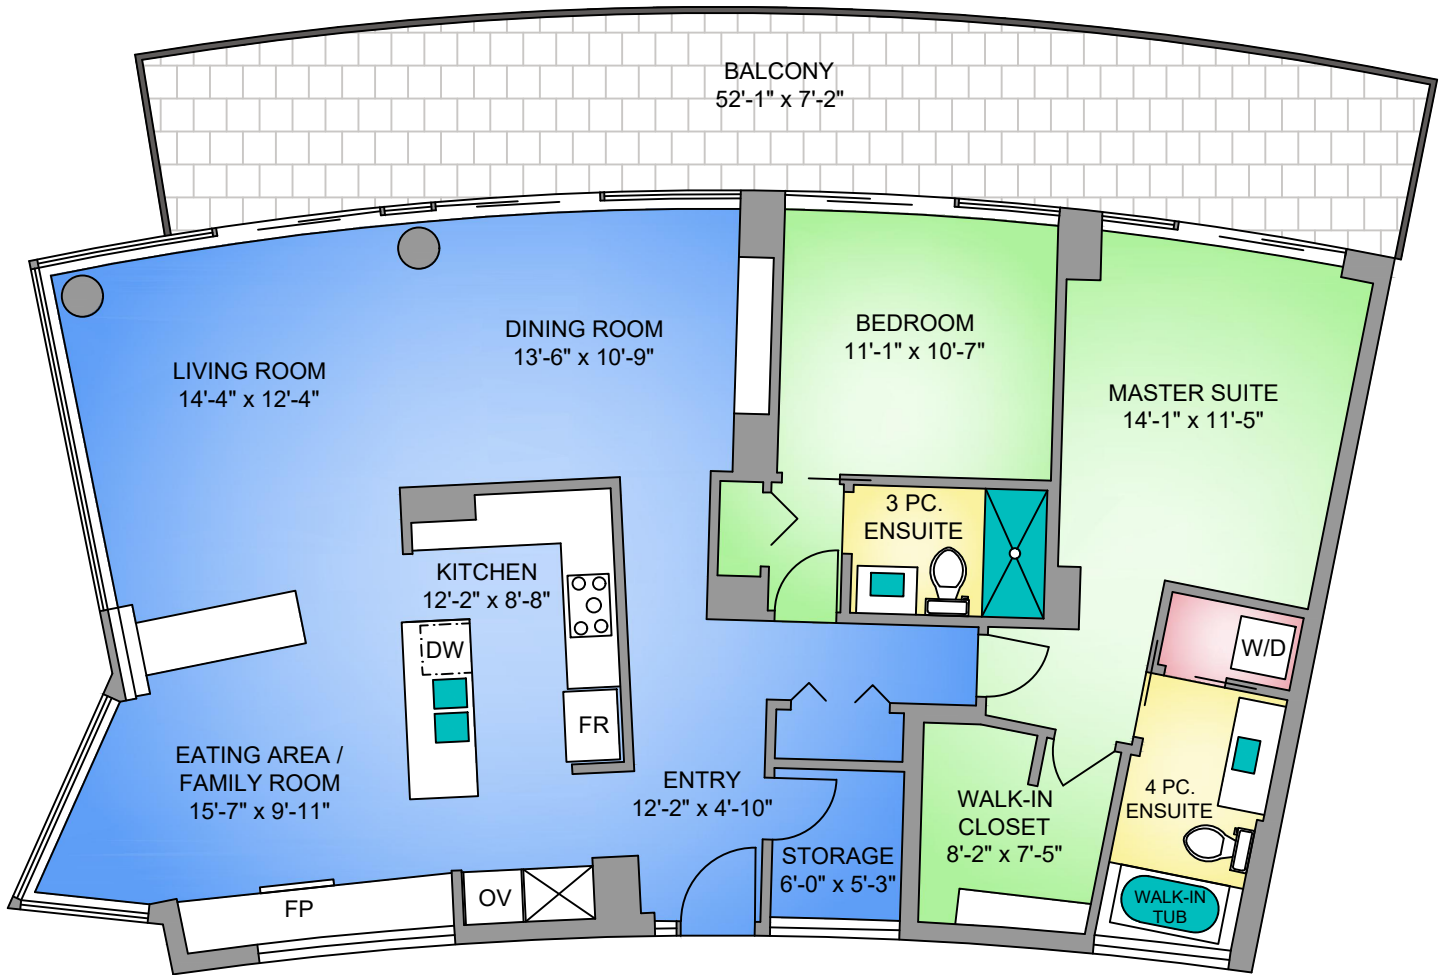 BALCONY
52'-1" x 7'-2"
LIVING ROOM
14'-4" x 12'-4"
DINING ROOM
13'-6" x 10'-9"
BEDROOM
11'-1" x 10'-7"
MASTER SUITE
14'-1" x 11'-5"
3 PC.
ENSUITE
KITCHEN
12'-2" x 8'-8"
DW
FR
W/D
EATING AREA /
FAMILY ROOM
15'-7" x 9'-11"
ENTRY
12'-2" x 4'-10"
STORAGE
6'-0" x 5'-3"
WALK-IN
CLOSET
8'-2" x 7'-5"
4 PC.
ENSUITE
WALK-IN
TUB
FP
OV